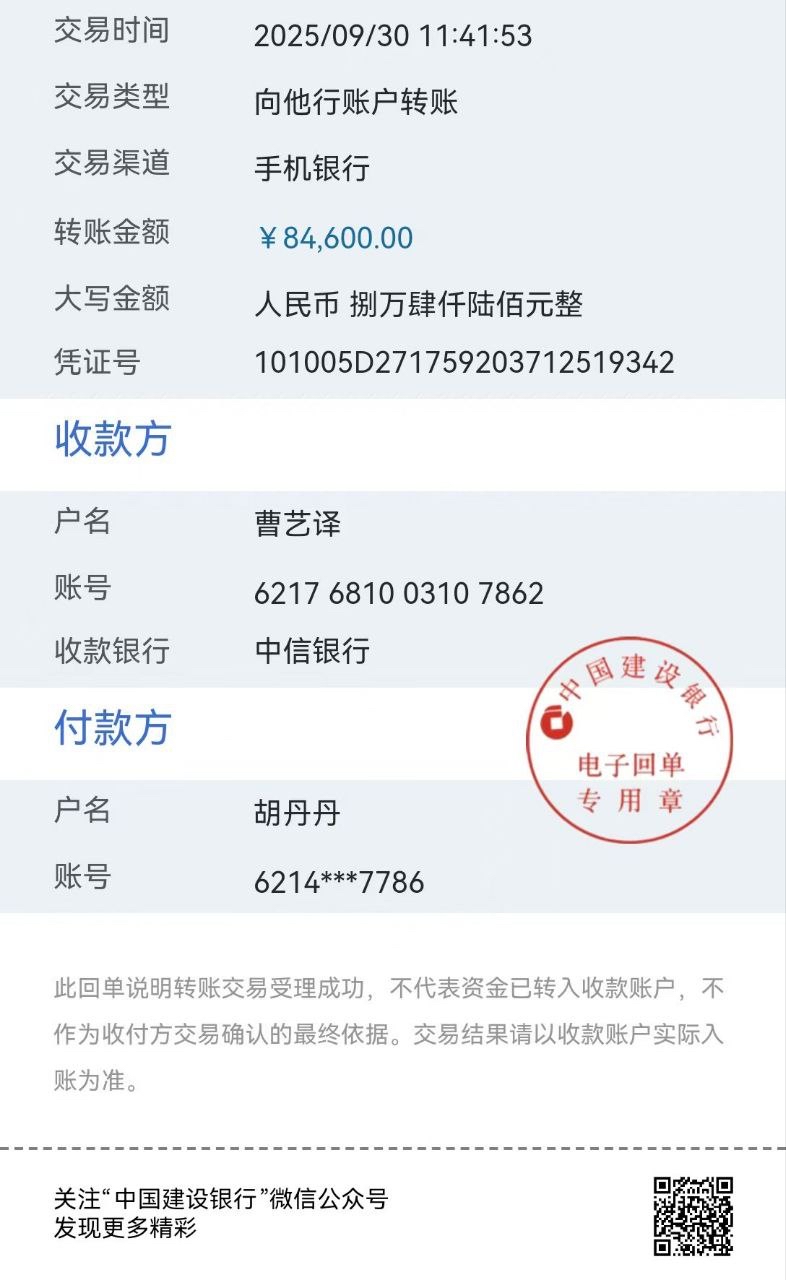 交易时间 2025/09/30 11:41:53
交易类型 向他行账户转账
交易渠道 手机银行
转账金额 ￥84,600.00
大写金额 人民币 捌万肆仟陆佰元整
凭证号 101005D271759203712519342
收款方
户名 曹艺译
账号 6217 6810 0310 7862
收款银行 中信银行
中国建设银行
电子回单
专用章
付款方
户名 胡丹丹
账号 6214***7786
此回单说明转账交易受理成功，不代表资金已转入收款账户，不
作为收付方交易确认的最终依据。交易结果请以收款账户实际入
账为准。
关注“中国建设银行”微信公众号
发现更多精彩